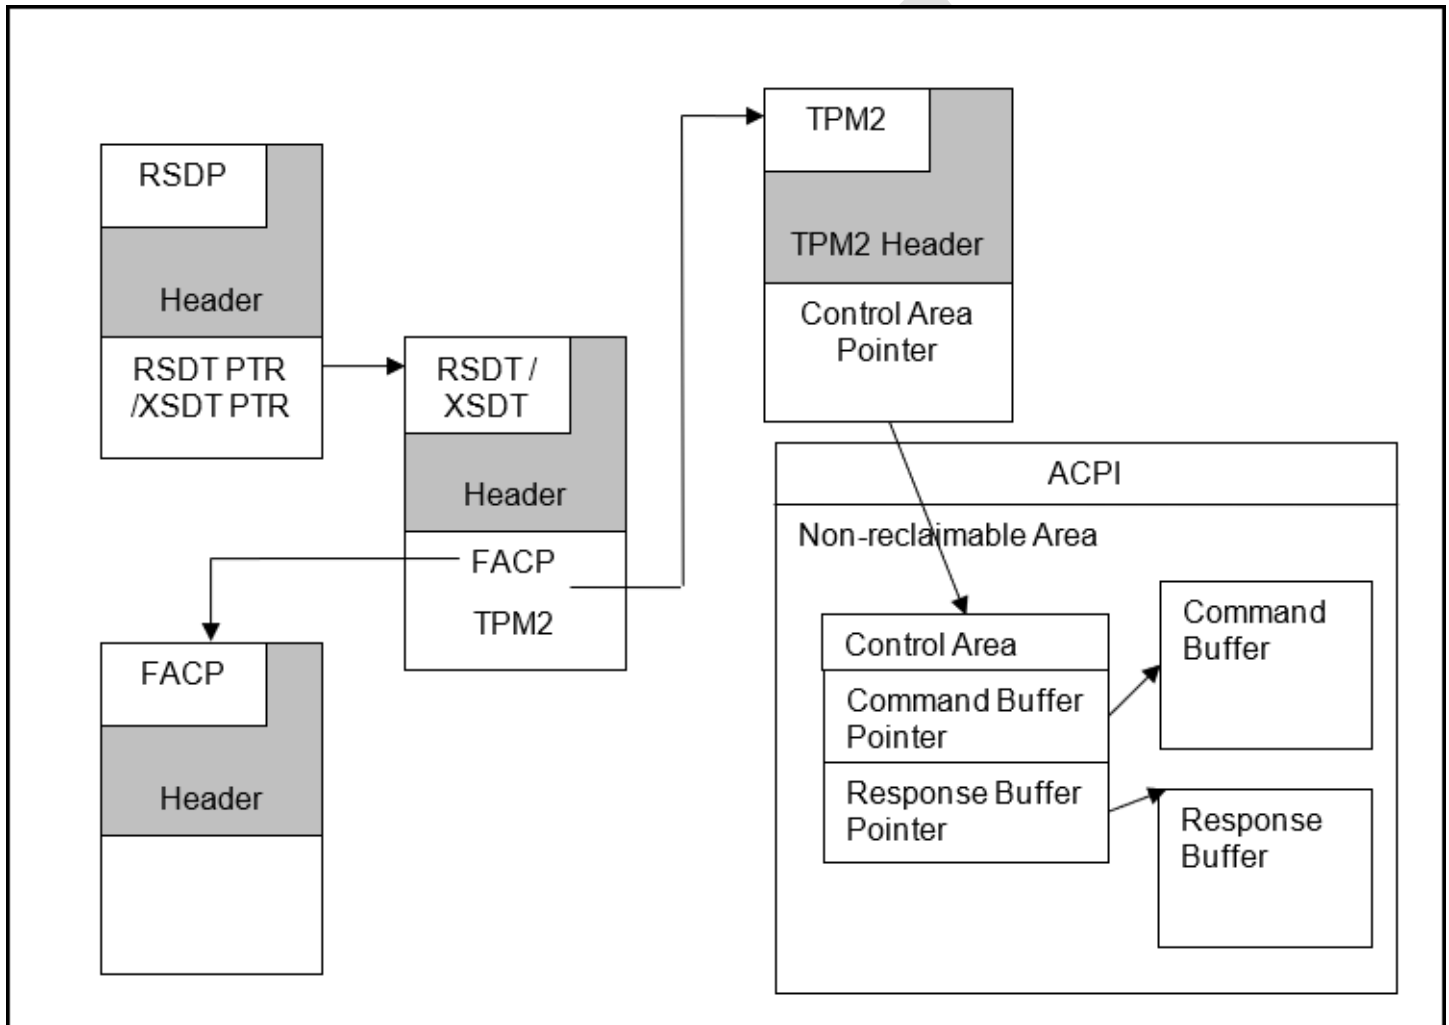 RSDP
Header
RSDT PTR
/XSDT PTR
RSDT /
XSDT
Header
FACP
TPM2
FACP
Header
TPM2
TPM2 Header
Control Area
Pointer
ACPI
Non-reclaimable Area
Control Area
Command Buffer
Pointer
Response Buffer
Pointer
Command
Buffer
Response
Buffer